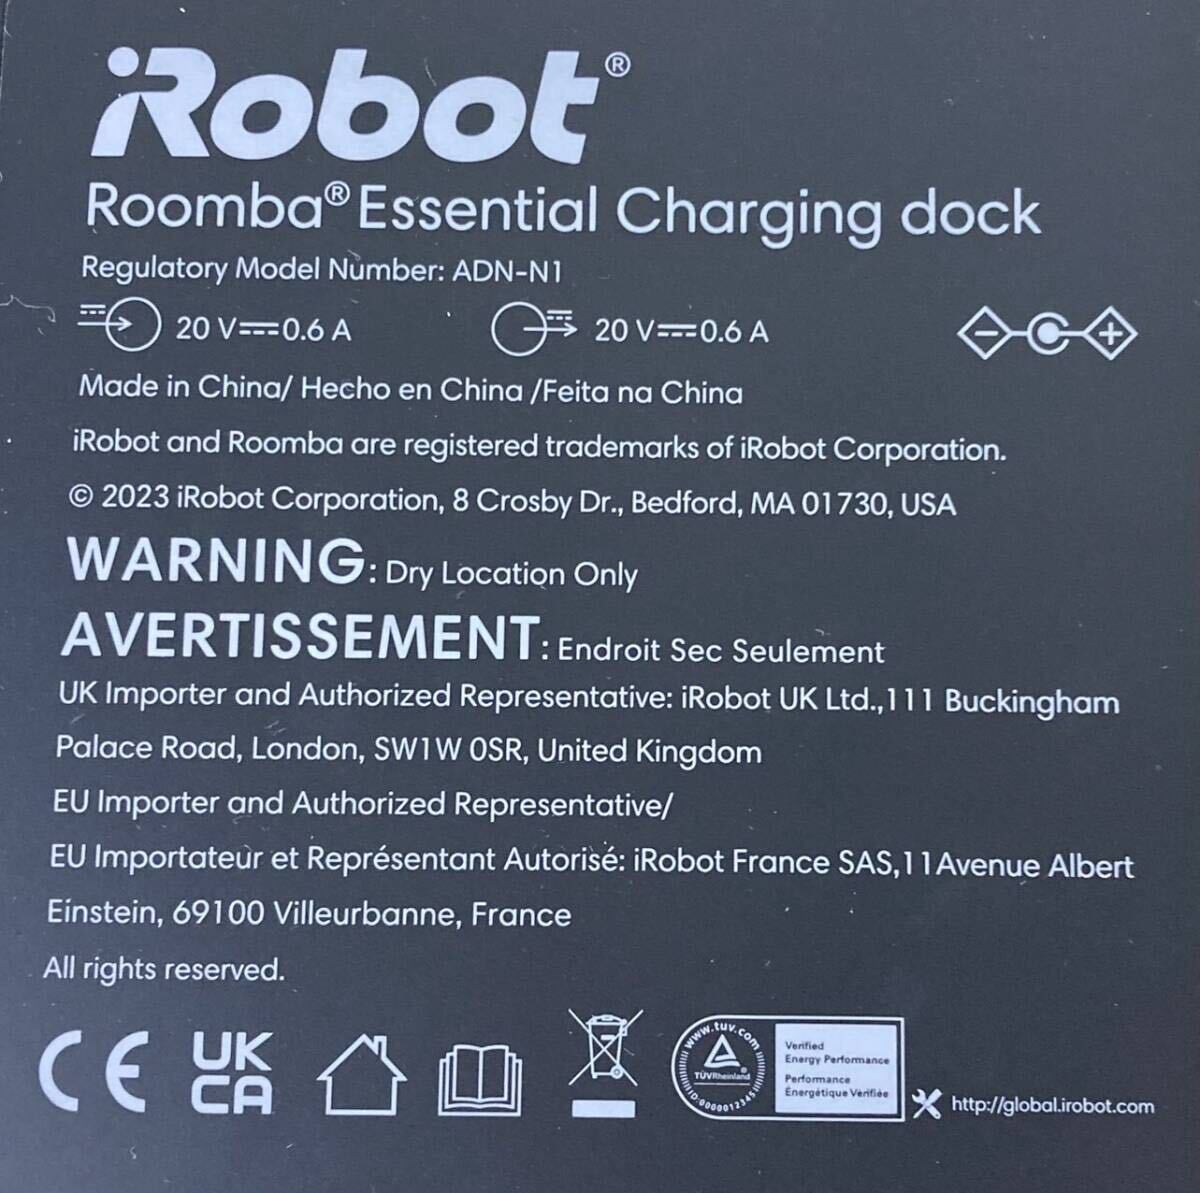 iRobot®
Roomba® Essential Charging dock
Regulatory Model Number: ADN-N1
20 V⎓0.6 A 20 V⎓0.6 A
Made in China/ Hecho en China /Feita na China
iRobot and Roomba are registered trademarks of iRobot Corporation.
© 2023 iRobot Corporation, 8 Crosby Dr., Bedford, MA 01730, USA
WARNING: Dry Location Only
AVERTISSEMENT: Endroit Sec Seulement
UK Importer and Authorized Representative: iRobot UK Ltd.,111 Buckingham
Palace Road, London, SW1W 0SR, United Kingdom
EU Importer and Authorized Representative/
EU Importateur et Représentant Autorisé: iRobot France SAS,11Avenue Albert
Einstein, 69100 Villeurbanne, France
All rights reserved.
CE
UK
CA
www.tuv.com
TÜVRheinland®
ID:0000012345
Verified
Energy Performance
Performance
Énergétique Vérifiée
http://global.irobot.com